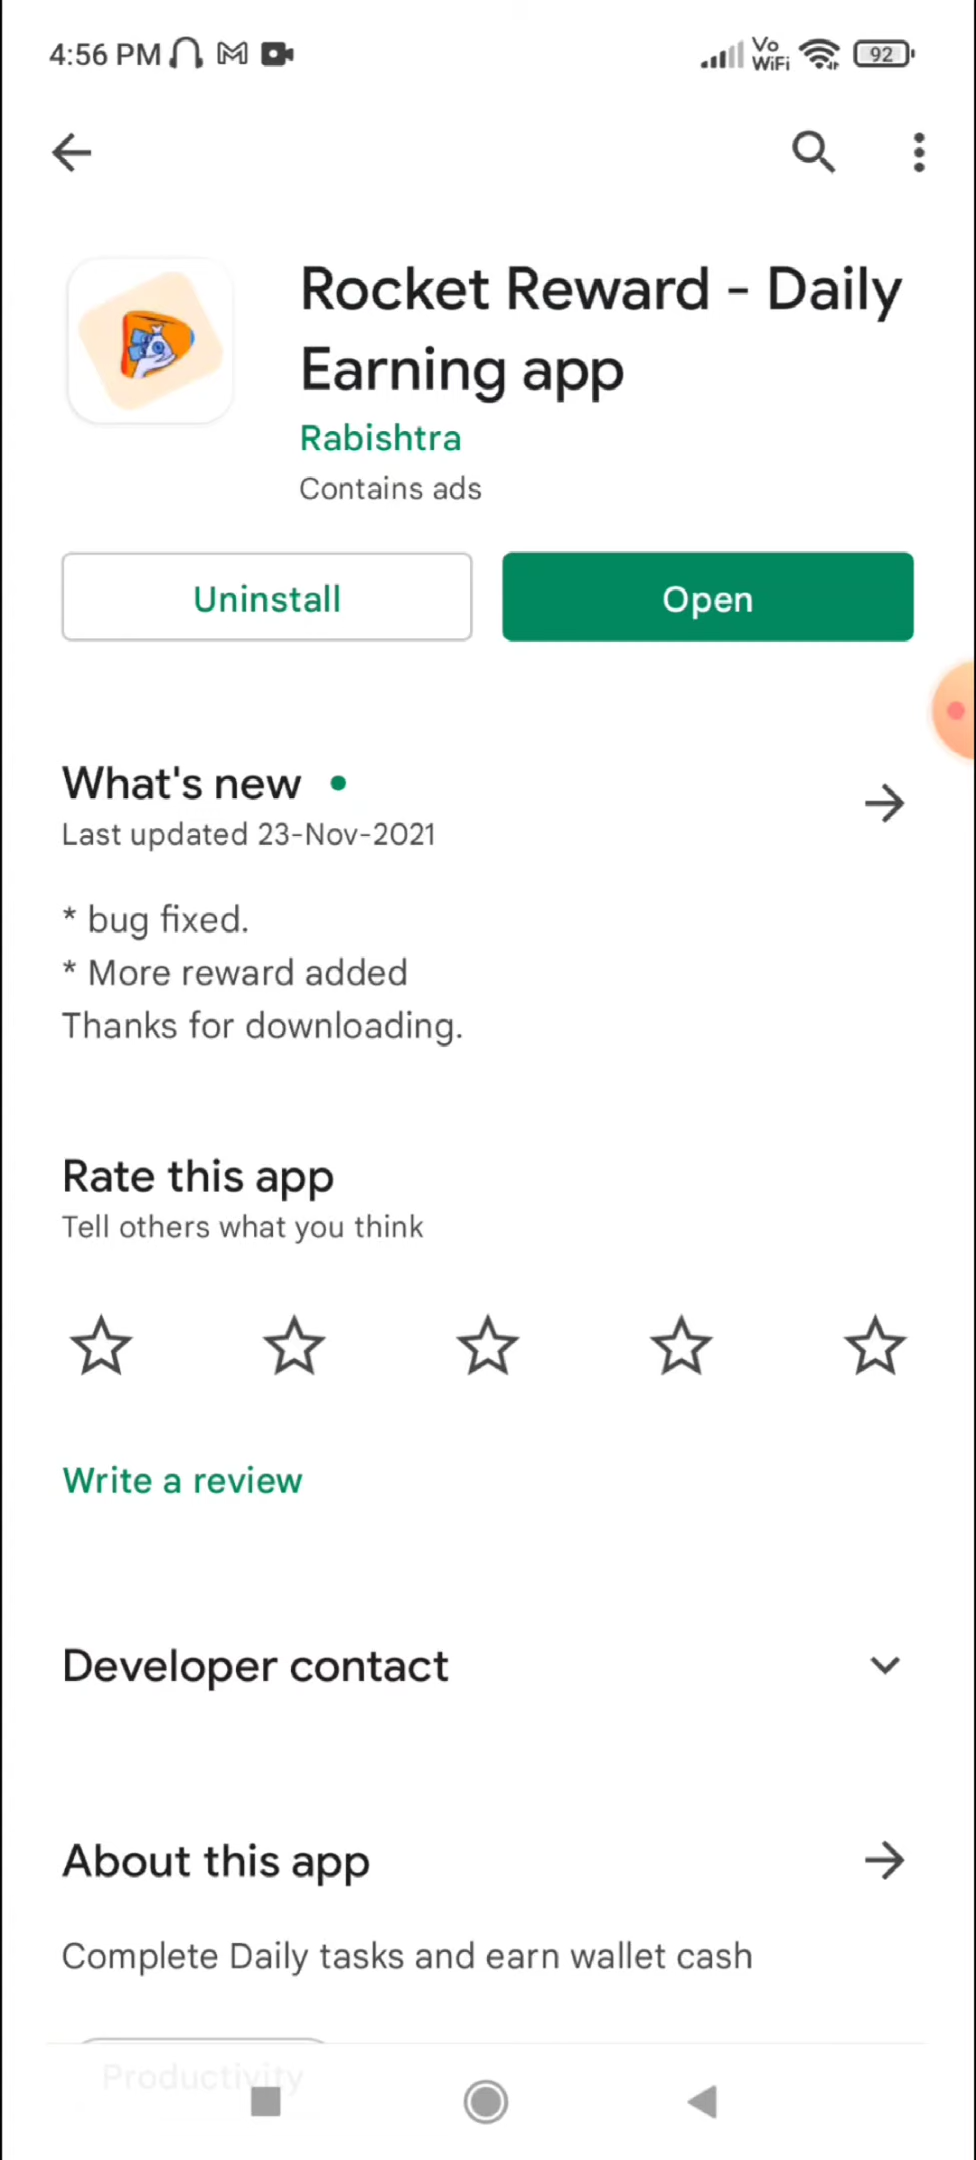 4:56 PM
Vo
WiFi
92
Rocket Reward - Daily
Earning app
Rabishtra
Contains ads
Uninstall
Open
What's new
Last updated 23-Nov-2021
* bug fixed.
* More reward added
Thanks for downloading.
Rate this app
Tell others what you think
Write a review
Developer contact
About this app
Complete Daily tasks and earn wallet cash
Productivity